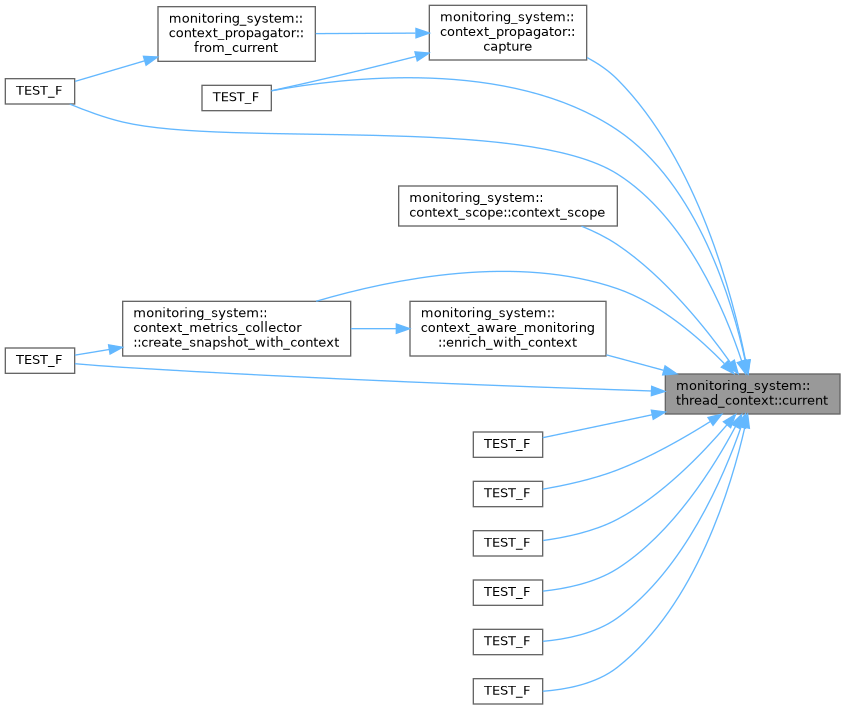 monitoring_system::
context_propagator::
from_current
monitoring_system::
context_propagator::
capture
TEST_F
TEST_F
monitoring_system::
context_scope::context_scope
monitoring_system::
context_metrics_collector
::create_snapshot_with_context
monitoring_system::
context_aware_monitoring
::enrich_with_context
TEST_F
monitoring_system::
thread_context::current
TEST_F
TEST_F
TEST_F
TEST_F
TEST_F
TEST_F